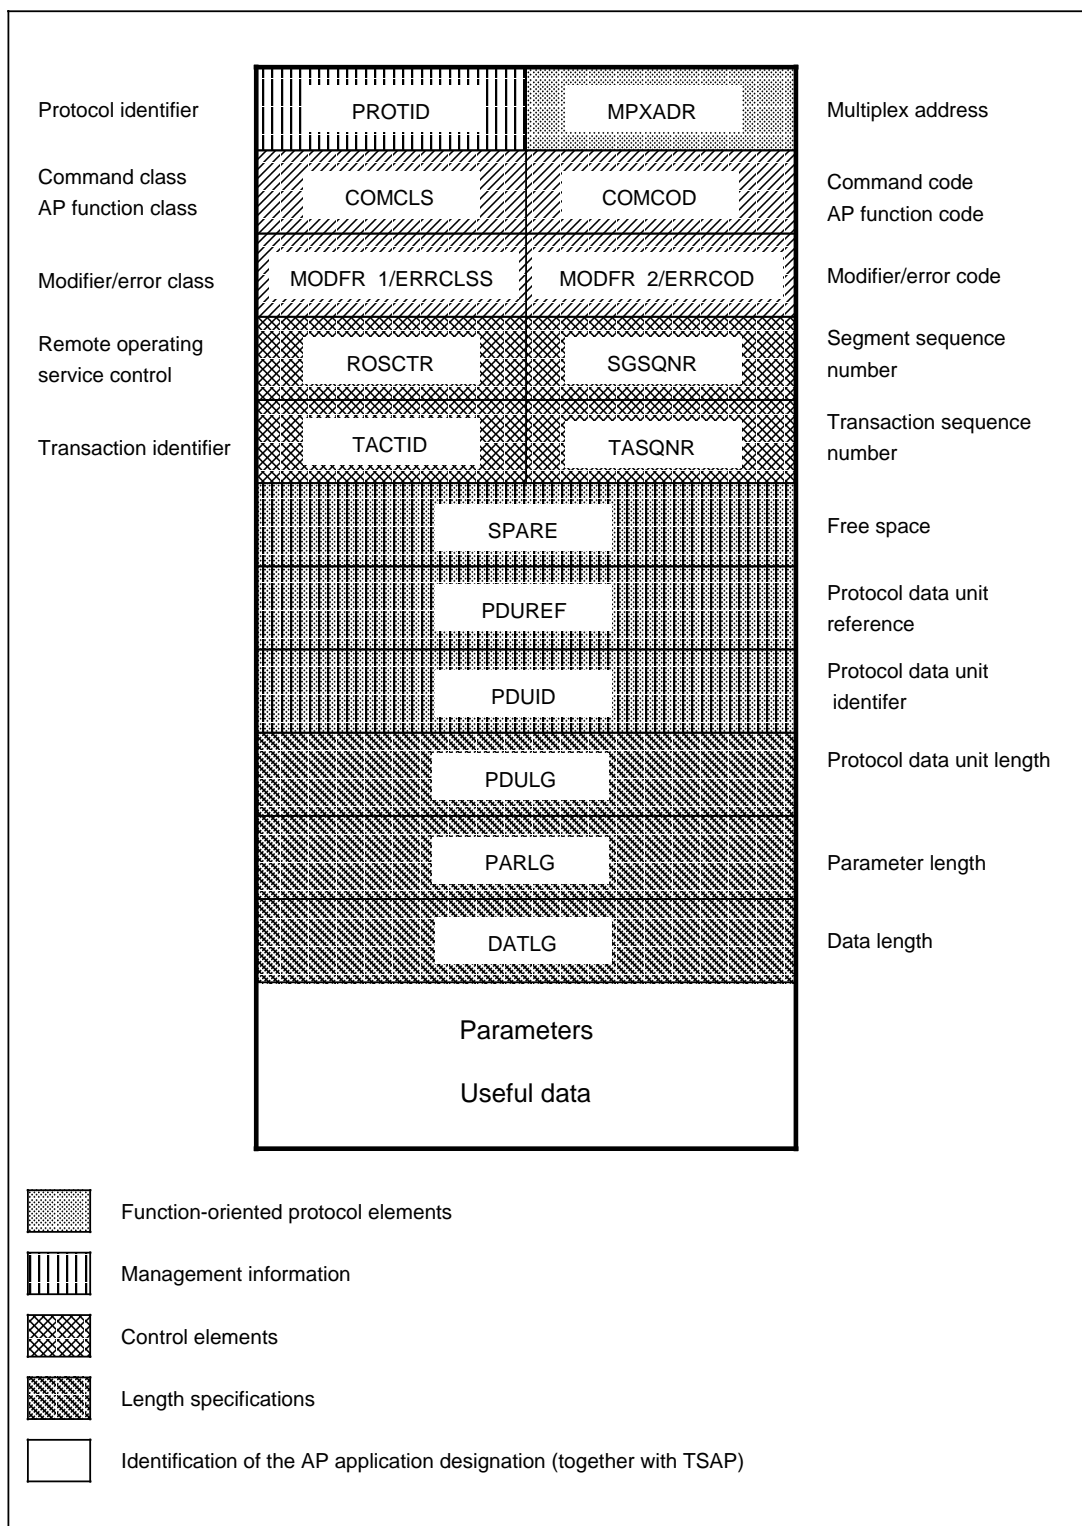 Protocol identifier
PROTID
MPXADR
Multiplex address
Command class
AP function class
COMCLS
COMCOD
Command code
AP function code
Modifier/error class
MODFR 1/ERRCLSS
MODFR 2/ERRCOD
Modifier/error code
Remote operating
service control
ROSCTR
SGSQNR
Segment sequence
number
Transaction identifier
TACTID
TASQNR
Transaction sequence
number
SPARE
Free space
PDUREF
Protocol data unit
reference
PDUID
Protocol data unit
identifer
PDULG
Protocol data unit length
PARLG
Parameter length
DATLG
Data length
Parameters
Useful data
Function-oriented protocol elements
Management information
Control elements
Length specifications
Identification of the AP application designation (together with TSAP)